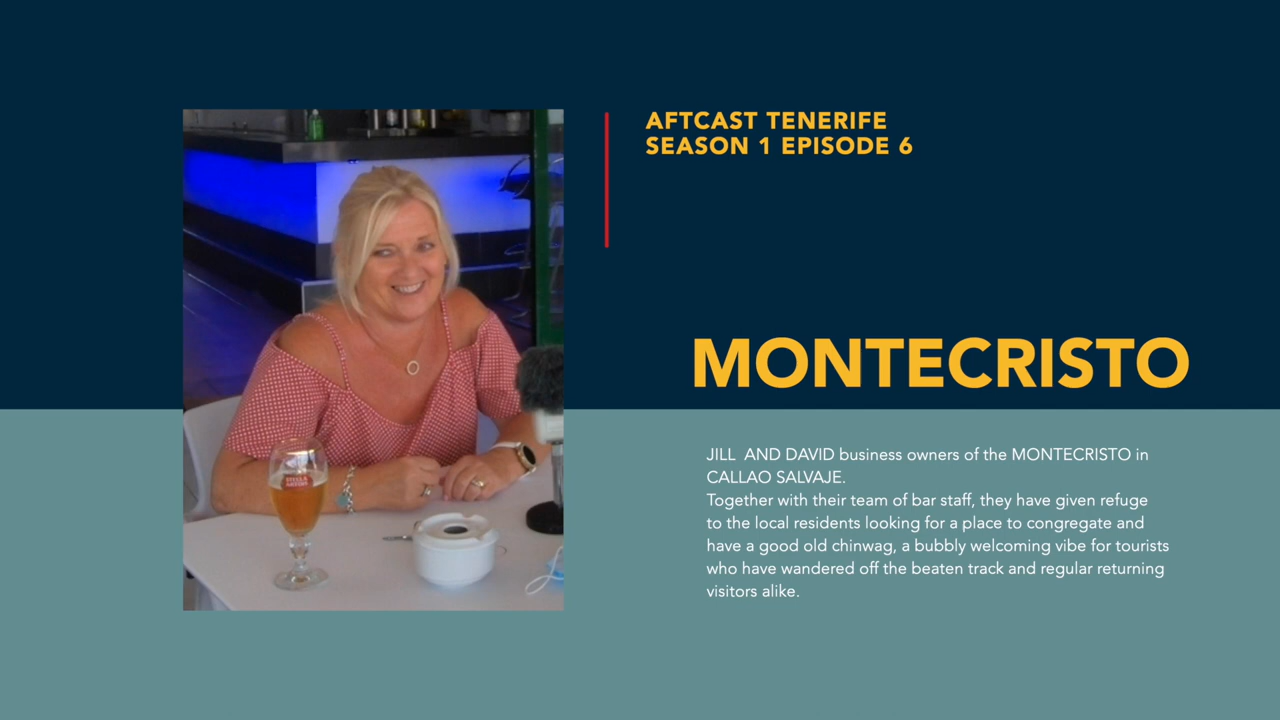 AFTCAST TENERIFE
SEASON 1 EPISODE 6
MONTECRISTO
JILL  AND DAVID business owners of the MONTECRISTO in
CALLAO SALVAJE.
Together with their team of bar staff, they have given refuge
to the local residents looking for a place to congregate and
have a good old chinwag, a bubbly welcoming vibe for tourists
who have wandered off the beaten track and regular returning
visitors alike.
STELLA
ARTOIS